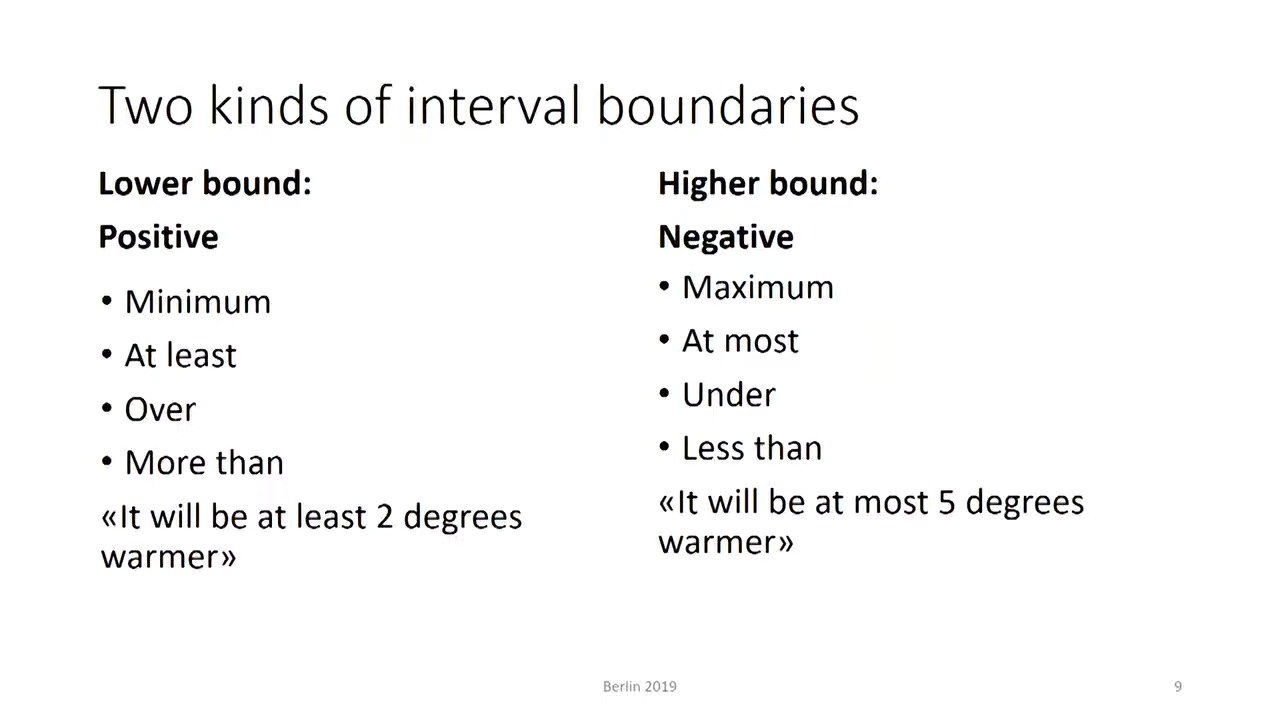 Two kinds of interval boundaries
Lower bound:
Positive
• Minimum
• At least
• Over
• More than
«It will be at least 2 degrees
warmer»
Higher bound:
Negative
• Maximum
• At most
• Under
• Less than
«It will be at most 5 degrees
warmer»
Berlin 2019
9